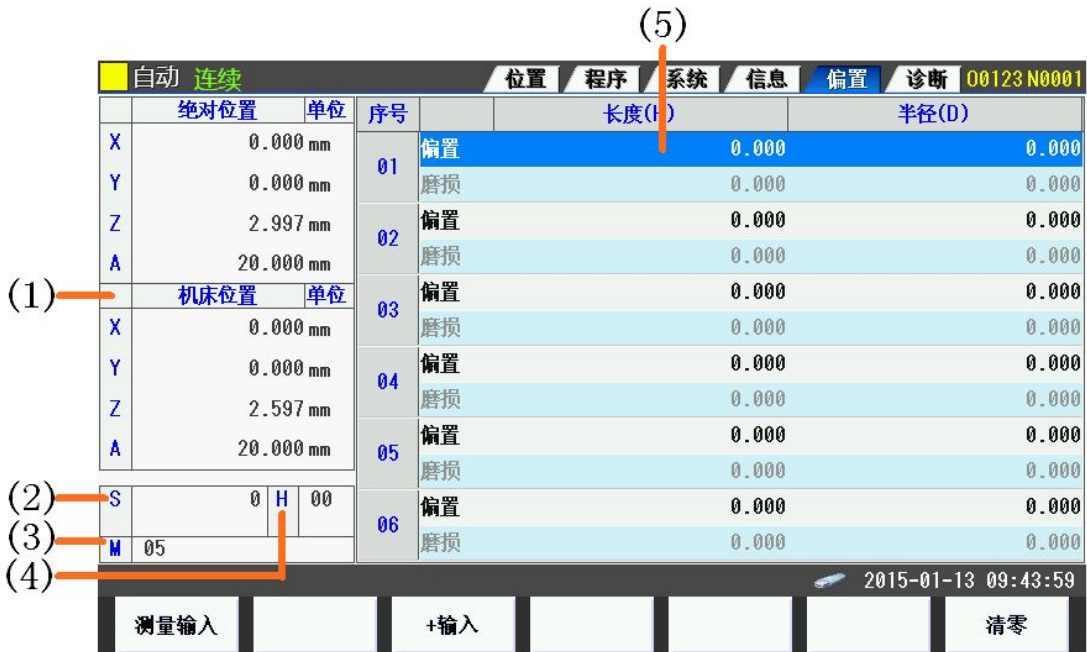 (5)
自动 连续 位置 程序 系统 信息 偏置 诊断 O0123 N0001
绝对位置 单位 序号 长度(H) 半径(D)
X 0.000 mm
Y 0.000 mm
Z 2.997 mm
A 20.000 mm
(1) 机床位置 单位
X 0.000 mm
Y 0.000 mm
Z 2.597 mm
A 20.000 mm
(2) S 0 H 00
(3) M 05
(4)
01 偏置 0.000 0.000
磨损 0.000 0.000
02 偏置 0.000 0.000
磨损 0.000 0.000
03 偏置 0.000 0.000
磨损 0.000 0.000
04 偏置 0.000 0.000
磨损 0.000 0.000
05 偏置 0.000 0.000
磨损 0.000 0.000
06 偏置 0.000 0.000
磨损 0.000 0.000
2015-01-13 09:43:59
测量输入 +输入 清零